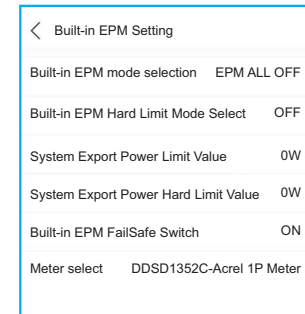 Built-in EPM Setting
Built-in EPM mode selection EPM ALL OFF
Built-in EPM Hard Limit Mode Select OFF
System Export Power Limit Value 0W
System Export Power Hard Limit Value 0W
Built-in EPM FailSafe Switch ON
Meter select DDSD1352C-Acrel 1P Meter